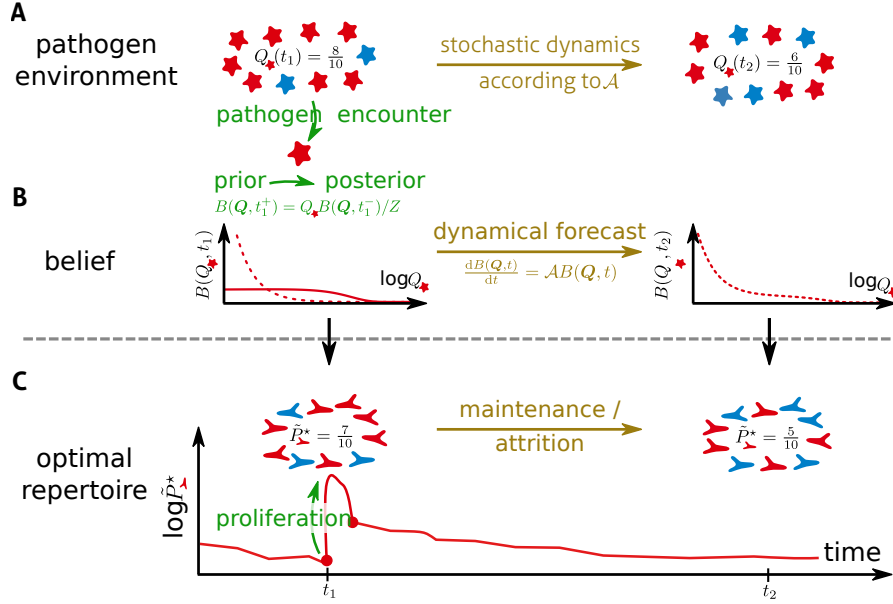 A
pathogen
environment
Q★(t₁) = 8/10
stochastic dynamics
according to 𝒜
Q★(t₂) = 6/10
pathogen encounter
prior → posterior
B(Q, t₁⁺) = Q★B(Q, t₁⁻)/Z
B
belief
B(Q★, t₁)
logQ★
dynamical forecast
dB(Q,t)/dt = 𝒜B(Q, t)
B(Q★, t₂)
logQ★
C
optimal
repertoire
P̃⋆ = 7/10
maintenance /
attrition
P̃⋆ = 5/10
logP̃⋆
proliferation
time
t₁
t₂